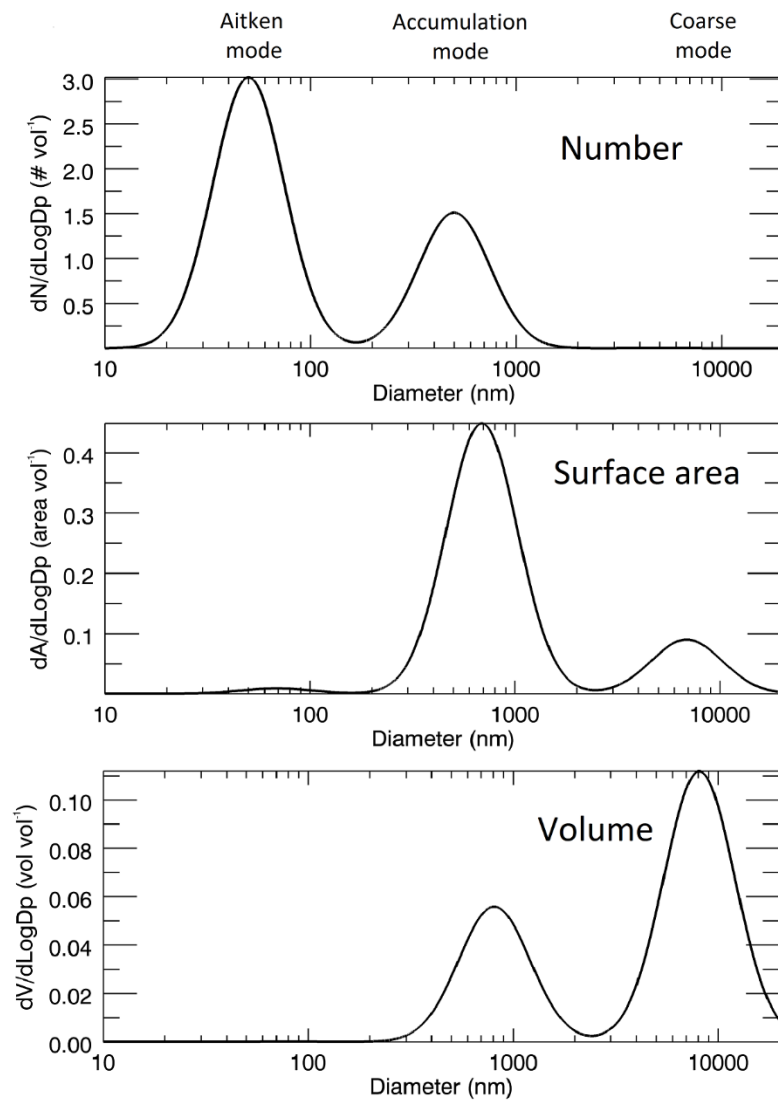 Aitken mode
Accumulation mode
Coarse mode
3.0
2.5
2.0
1.5
1.0
0.5
dN/dLogDp (# vol⁻¹)
Number
10 100 1000 10000
Diameter (nm)
0.4
0.3
0.2
0.1
dA/dLogDp (area vol⁻¹)
Surface area
10 100 1000 10000
Diameter (nm)
0.10
0.08
0.06
0.04
0.02
0.00
dV/dLogDp (vol vol⁻¹)
Volume
10 100 1000 10000
Diameter (nm)